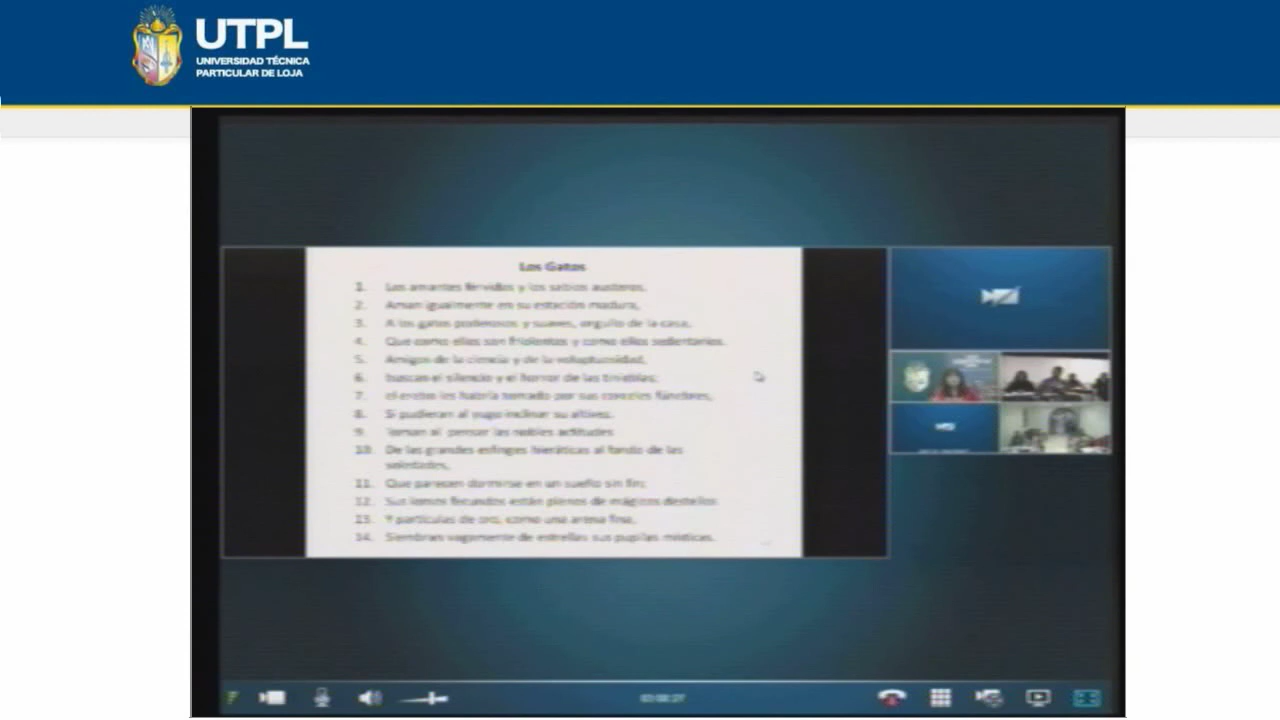 UTPL
UNIVERSIDAD TÉCNICA
PARTICULAR DE LOJA
Los Gatos
1. Los amantes férvidos y los sabios austeros,
2. Aman igualmente en su estación madura,
3. A los gatos poderosos y suaves, orgullo de la casa,
4. Que como ellos son friolentos y como ellos sedentarios.
5. Amigos de la ciencia y de la voluptuosidad,
6. buscan el silencio y el horror de las tinieblas;
7. el erebo los habría tomado por sus corceles fúnebres,
8. Si pudieran al yugo inclinar su altivez.
9. Toman al pensar las nobles actitudes
10. De las grandes esfinges hieráticas al fondo de las
soledades,
11. Que parecen dormirse en un sueño sin fin;
12. Sus lomos fecundos están plenos de mágicos destellos
13. Y partículas de oro, como una arena fina,
14. Siembran vagamente de estrellas sus pupilas místicas.